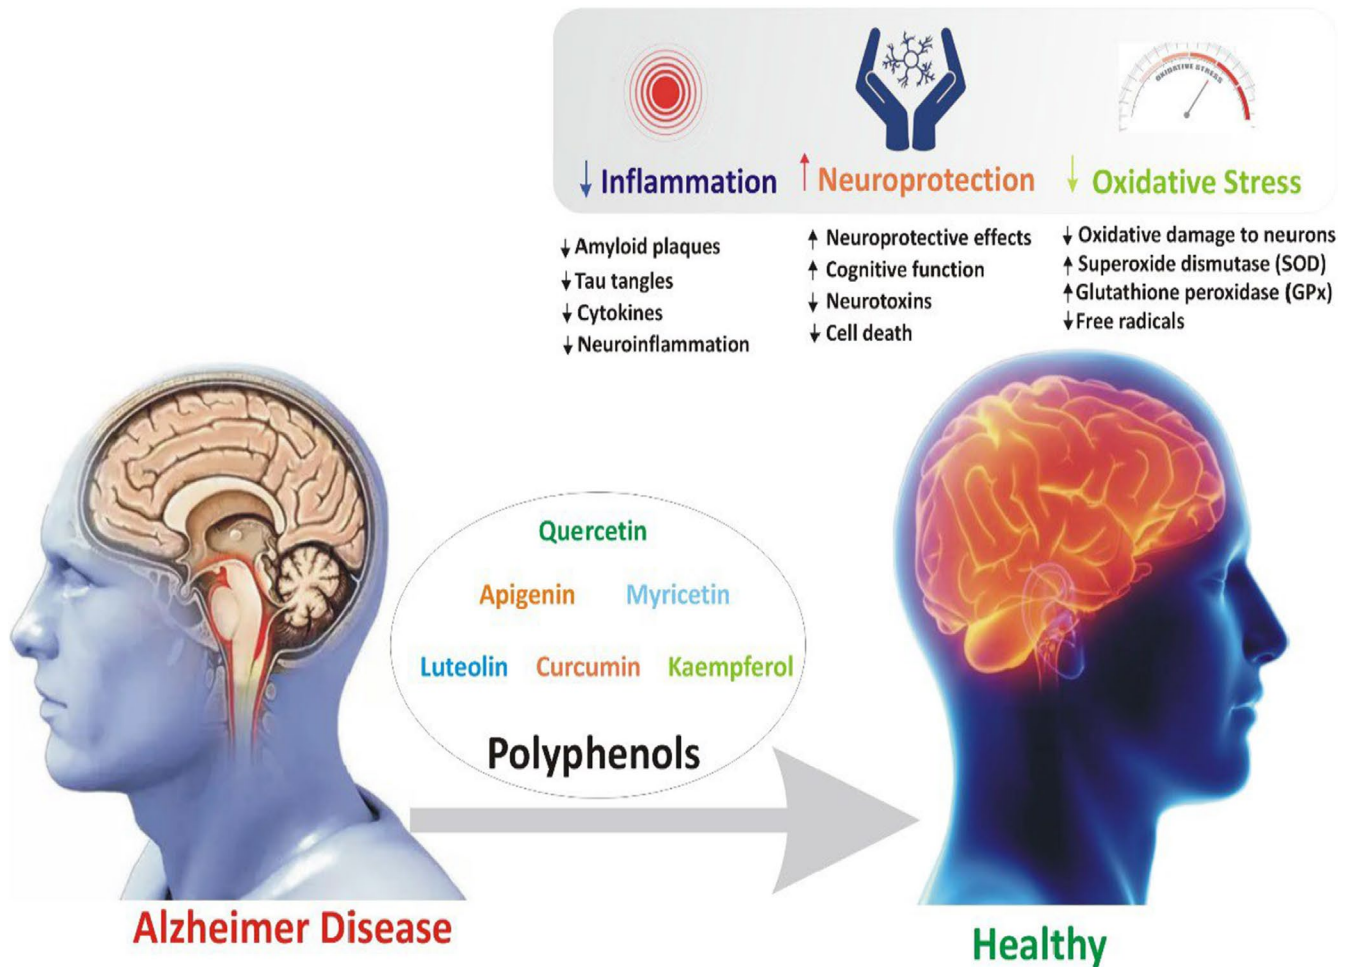 OXIDATIVE STRESS
↓ Inflammation
↑ Neuroprotection
↓ Oxidative Stress
↓ Amyloid plaques
↓ Tau tangles
↓ Cytokines
↓ Neuroinflammation
↑ Neuroprotective effects
↑ Cognitive function
↓ Neurotoxins
↓ Cell death
↓ Oxidative damage to neurons
↑ Superoxide dismutase (SOD)
↑ Glutathione peroxidase (GPx)
↓ Free radicals
Quercetin
Apigenin Myricetin
Luteolin Curcumin Kaempferol
Polyphenols
Alzheimer Disease
Healthy